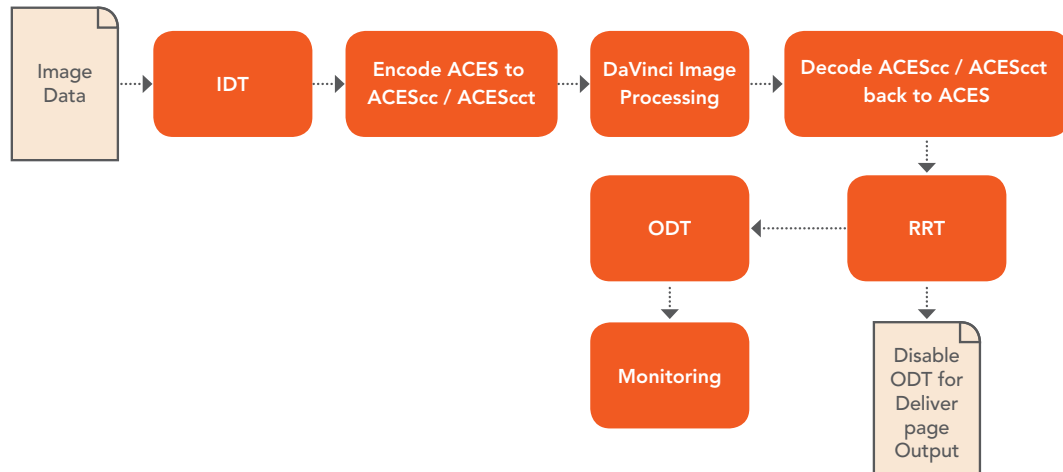 Image
Data
IDT
Encode ACES to
ACEScc / ACEScct
DaVinci Image
Processing
Decode ACEScc / ACEScct
back to ACES
ODT
RRT
Monitoring
Disable
ODT for
Deliver
page
Output